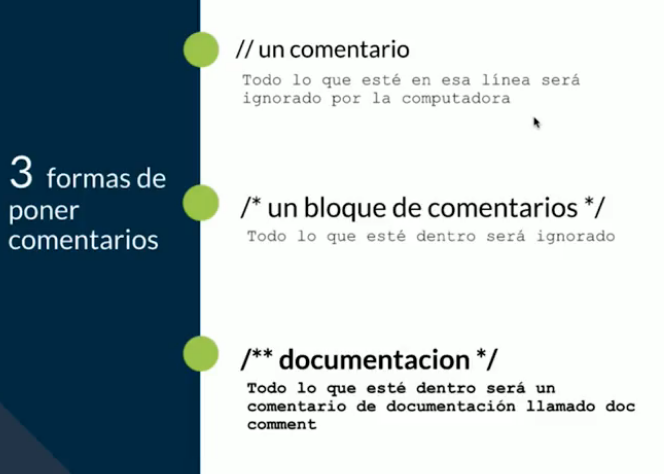 3 formas de
poner
comentarios
// un comentario
Todo lo que esté en esa línea será
ignorado por la computadora
/* un bloque de comentarios */
Todo lo que esté dentro será ignorado
/** documentacion */
Todo lo que esté dentro será un
comentario de documentación llamado doc
comment